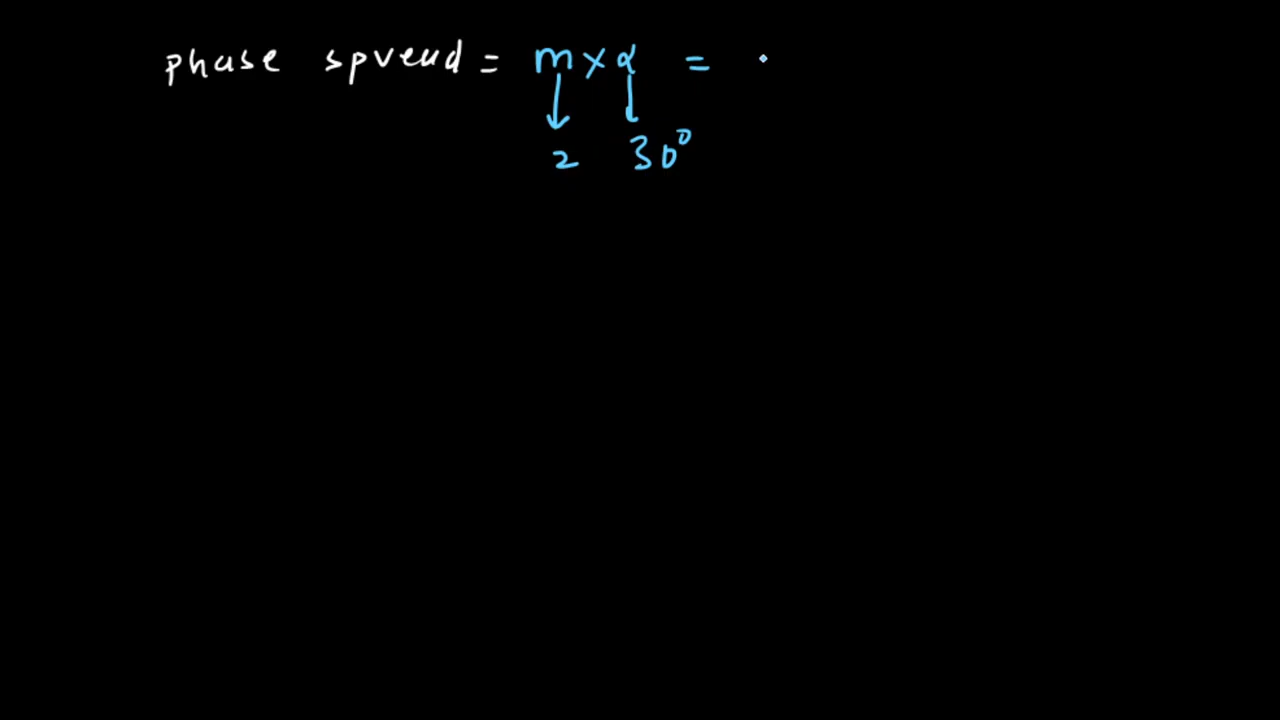 phase spread = m × α =
2 30°